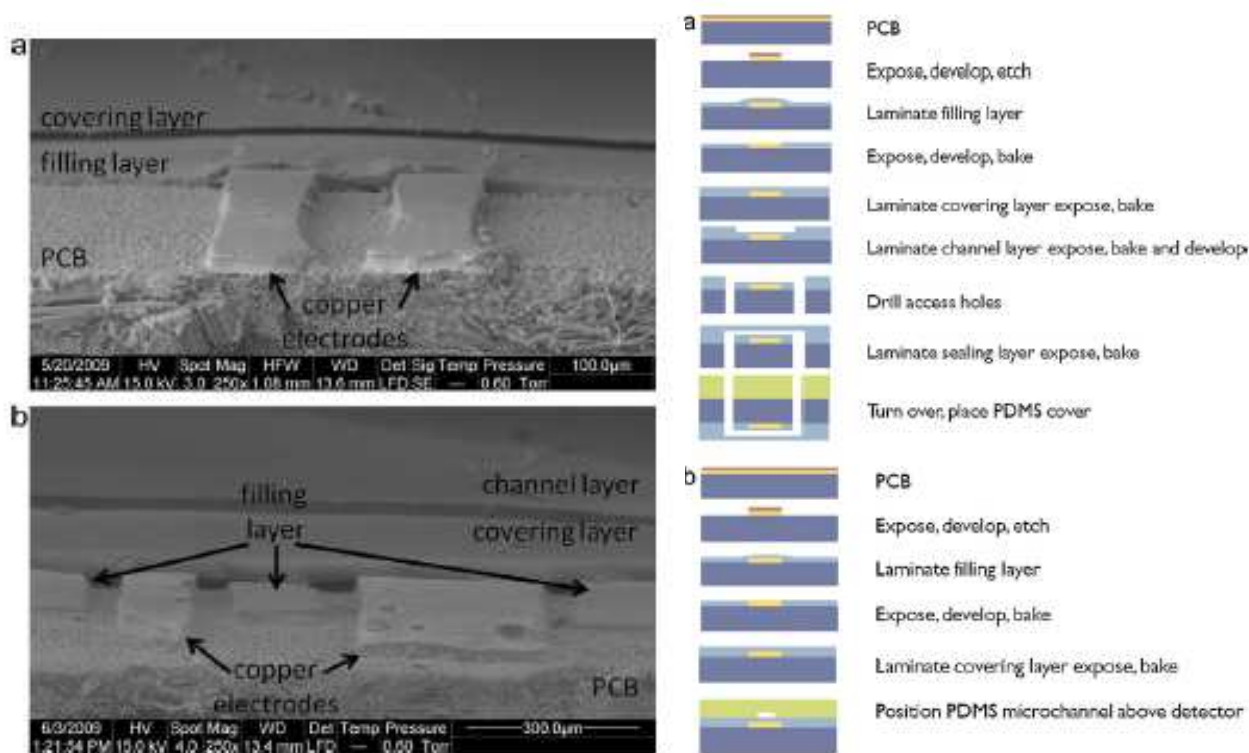 a
covering layer
filling layer
PCB
copper
electrodes
5/20/2009 HV Spot Mag HFW WD Det Sig Temp Pressure 100.0µm
11:25:45 AM 15.0 kV 3.0 250x 1.08 mm 13.6 mm LFD SE — 0.60 Torr
b
filling
layer
channel layer
covering layer
copper
electrodes
PCB
6/3/2009 HV Spot Mag WD Det Temp Pressure 300.0µm
1:21:54 PM 15.0 kV 4.0 250x 13.4 mm LFD — 0.60 Torr
a
PCB
Expose, develop, etch
Laminate filling layer
Expose, develop, bake
Laminate covering layer expose, bake
Laminate channel layer expose, bake and develop
Drill access holes
Laminate sealing layer expose, bake
Turn over, place PDMS cover
b
PCB
Expose, develop, etch
Laminate filling layer
Expose, develop, bake
Laminate covering layer expose, bake
Position PDMS microchannel above detector